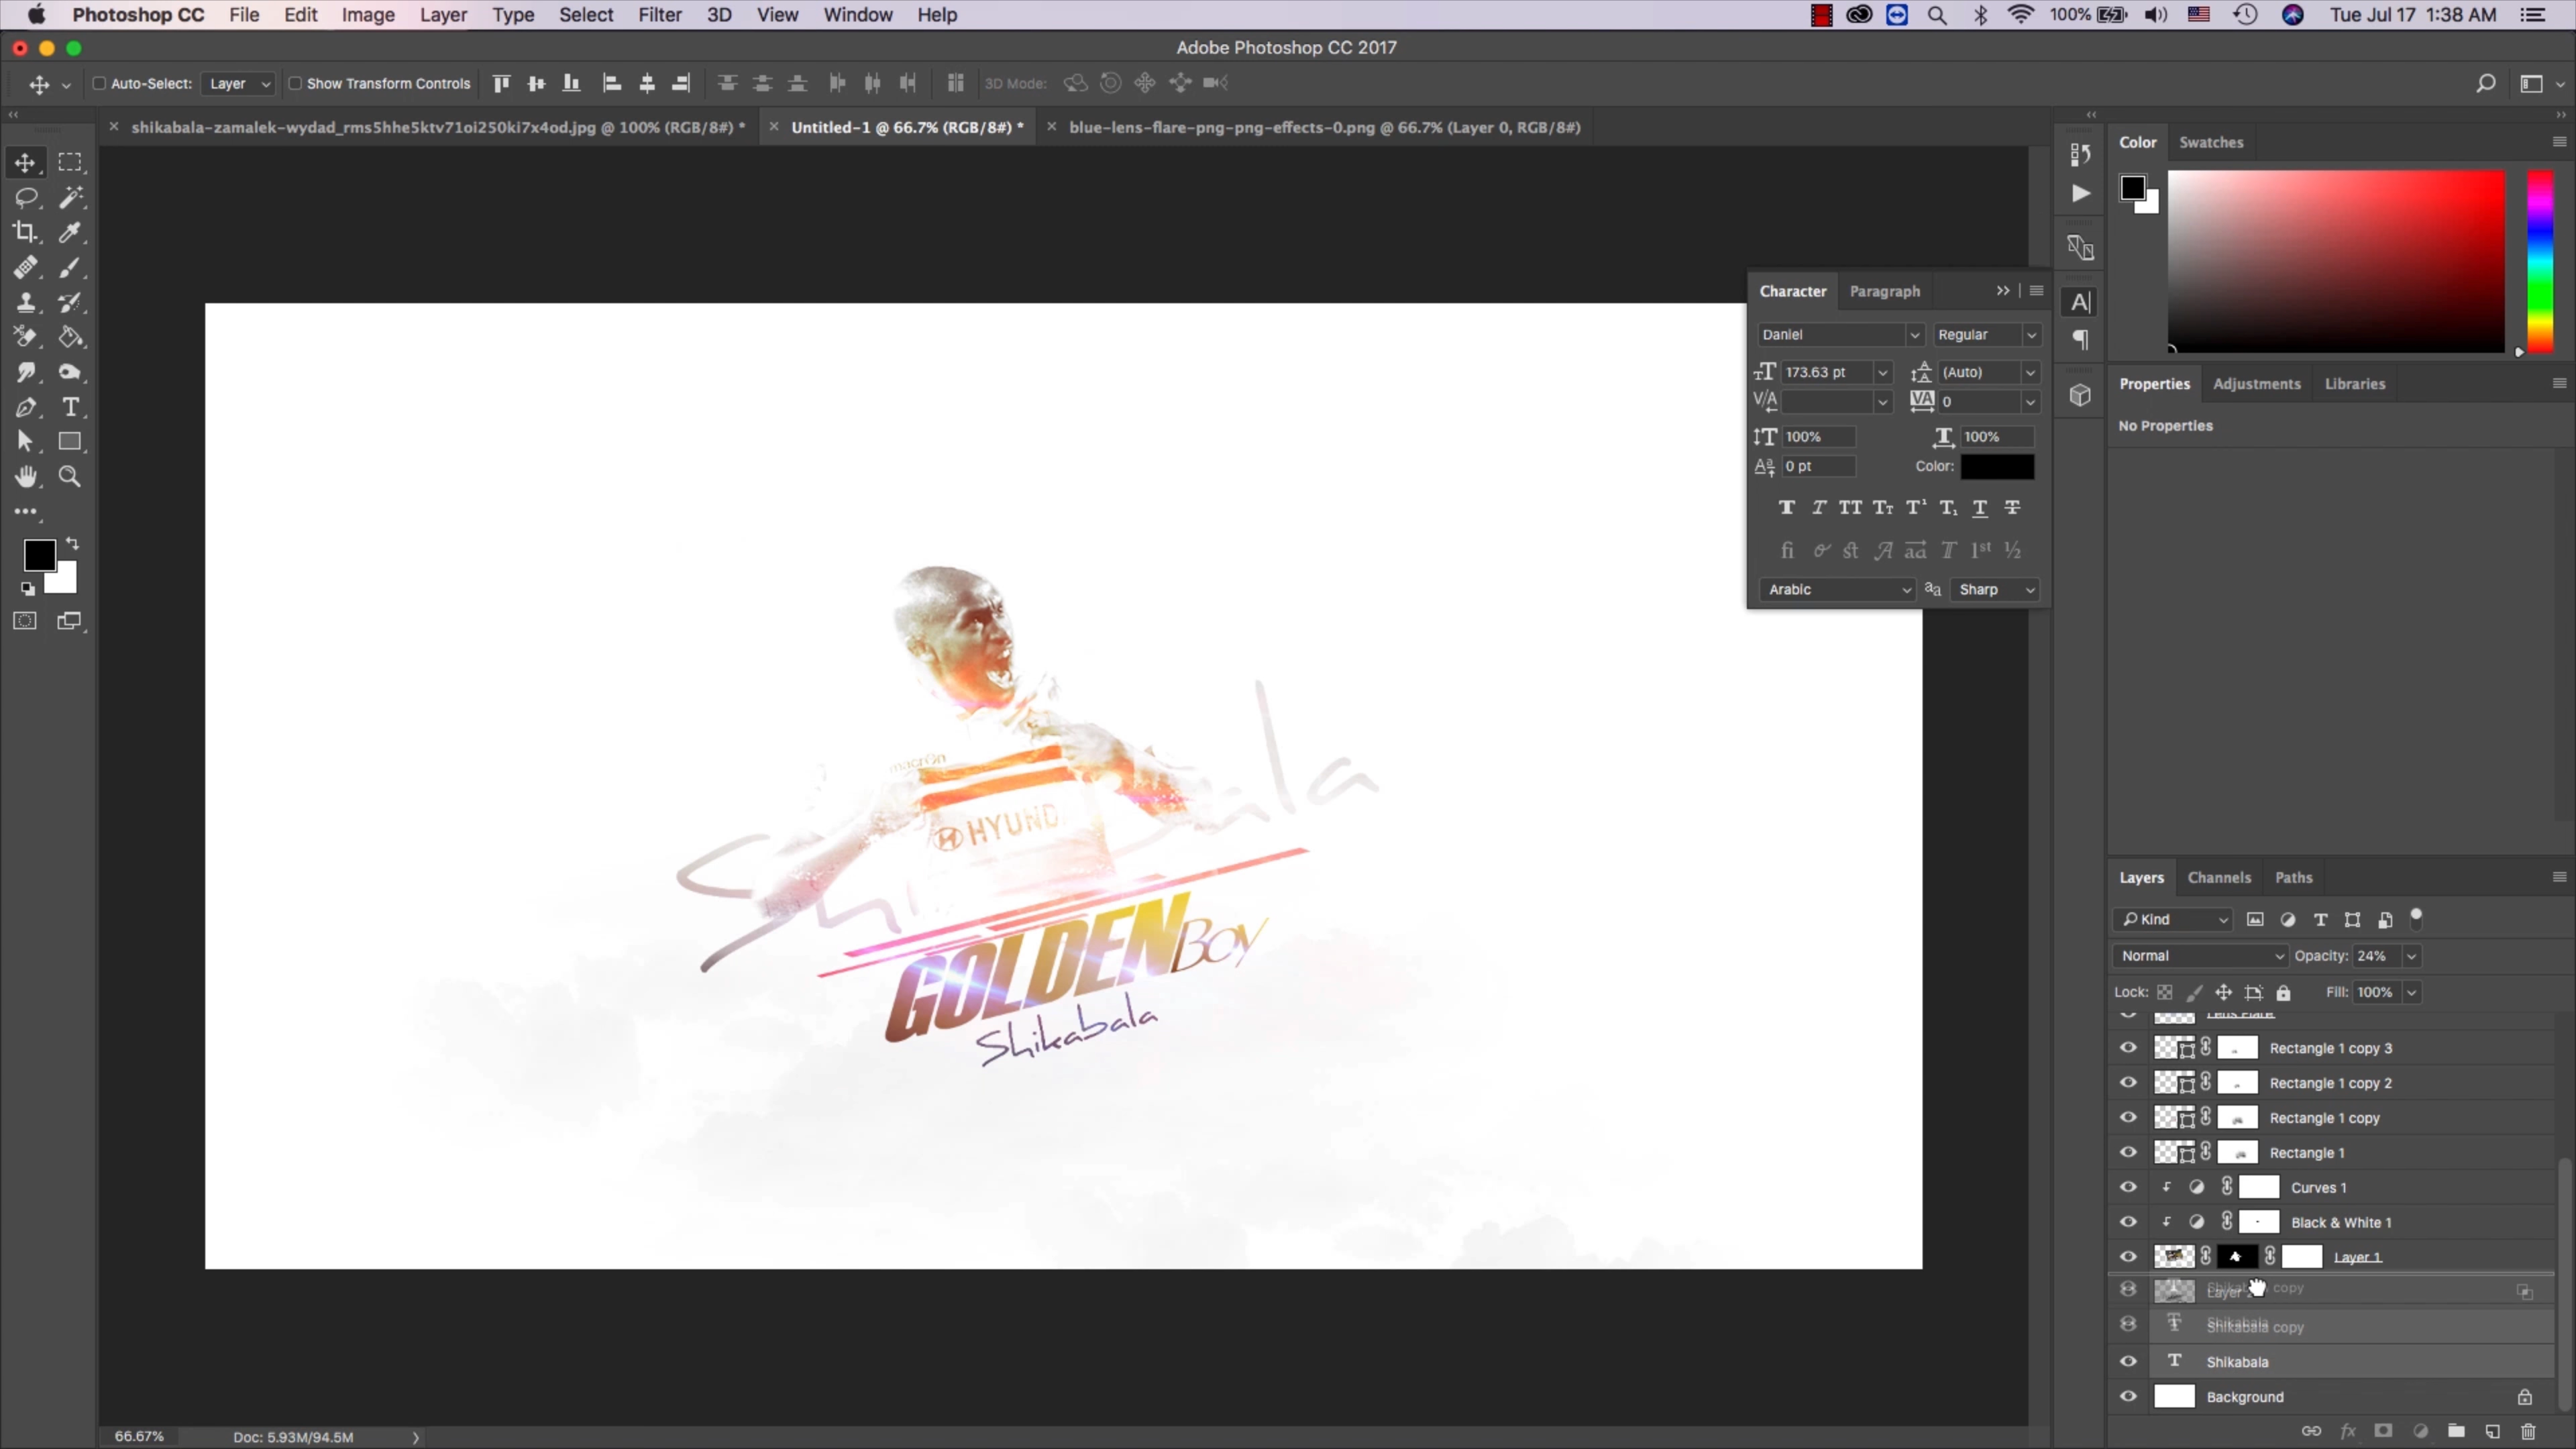 Photoshop CC File Edit Image Layer Type Select Filter 3D View Window Help 100% Tue Jul 17 1:38 AM
Adobe Photoshop CC 2017
Auto-Select: Layer Show Transform Controls 3D Mode:
shikabala-zamalek-wydad_rms5hhe5ktv71oi250ki7x4od.jpg @ 100% (RGB/8#) * Untitled-1 @ 66.7% (RGB/8#) * blue-lens-flare-png-png-effects-0.png @ 66.7% (Layer 0, RGB/8#)
Color Swatches
Character Paragraph
Daniel Regular
173.63 pt (Auto)
0
100% 100%
0 pt Color:
Arabic Sharp
Properties Adjustments Libraries
No Properties
macron
HYUND
GOLDEN Boy
Shikabala
Layers Channels Paths
Kind
Normal Opacity: 24%
Lock: Fill: 100%
Lens Flare
Rectangle 1 copy 3
Rectangle 1 copy 2
Rectangle 1 copy
Rectangle 1
Curves 1
Black & White 1
Layer 1
Shikabala copy
Shikabala
Background
66.67% Doc: 5.93M/94.5M